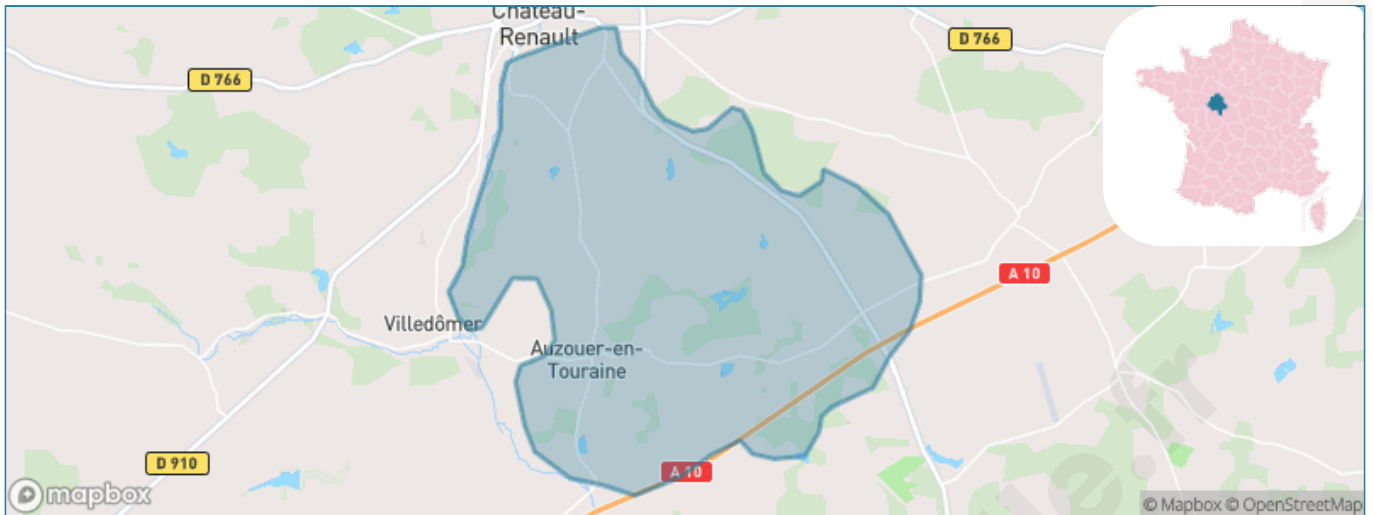 Château-
Renault
D 766
D 766
A 10
Villedômer
Auzouer-en-
Touraine
D 910
A 10
mapbox
© Mapbox © OpenStreetMap